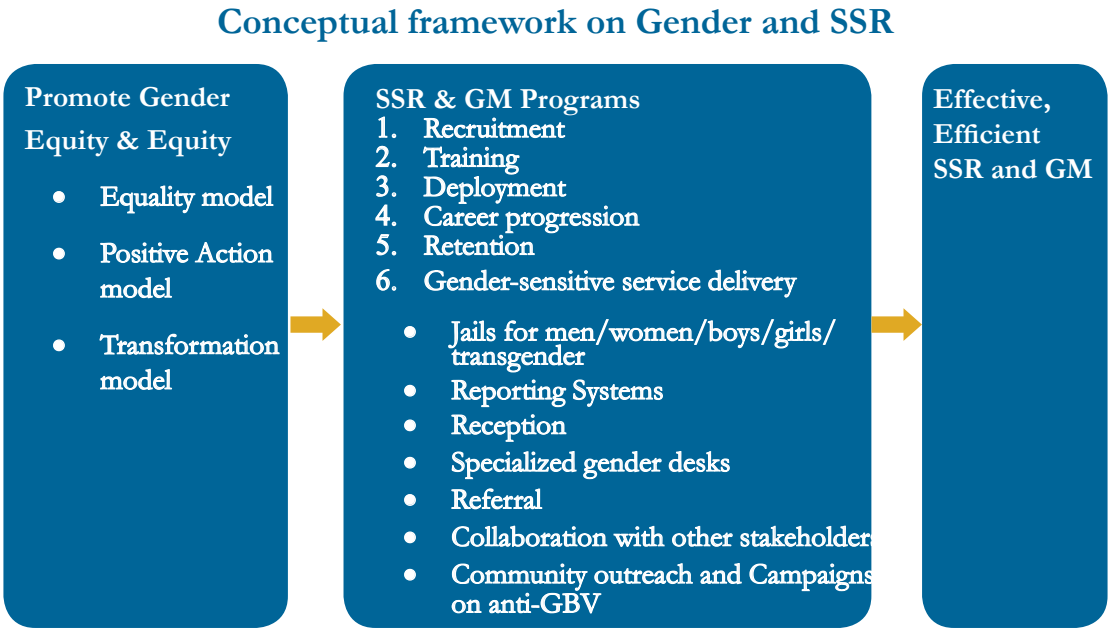 Conceptual framework on Gender and SSR
Promote Gender
Equity & Equity
• Equality model
• Positive Action
model
• Transformation
model
SSR & GM Programs
1. Recruitment
2. Training
3. Deployment
4. Career progression
5. Retention
6. Gender-sensitive service delivery
• Jails for men/women/boys/girls/
transgender
• Reporting Systems
• Reception
• Specialized gender desks
• Referral
• Collaboration with other stakeholders
• Community outreach and Campaigns
on anti-GBV
Effective,
Efficient
SSR and GM